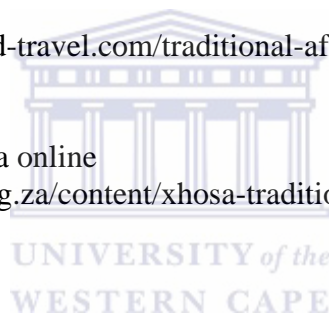 d-travel.com/traditional-af
a online
g.za/content/xhosa-traditio
UNIVERSITY of the
WESTERN CAPE